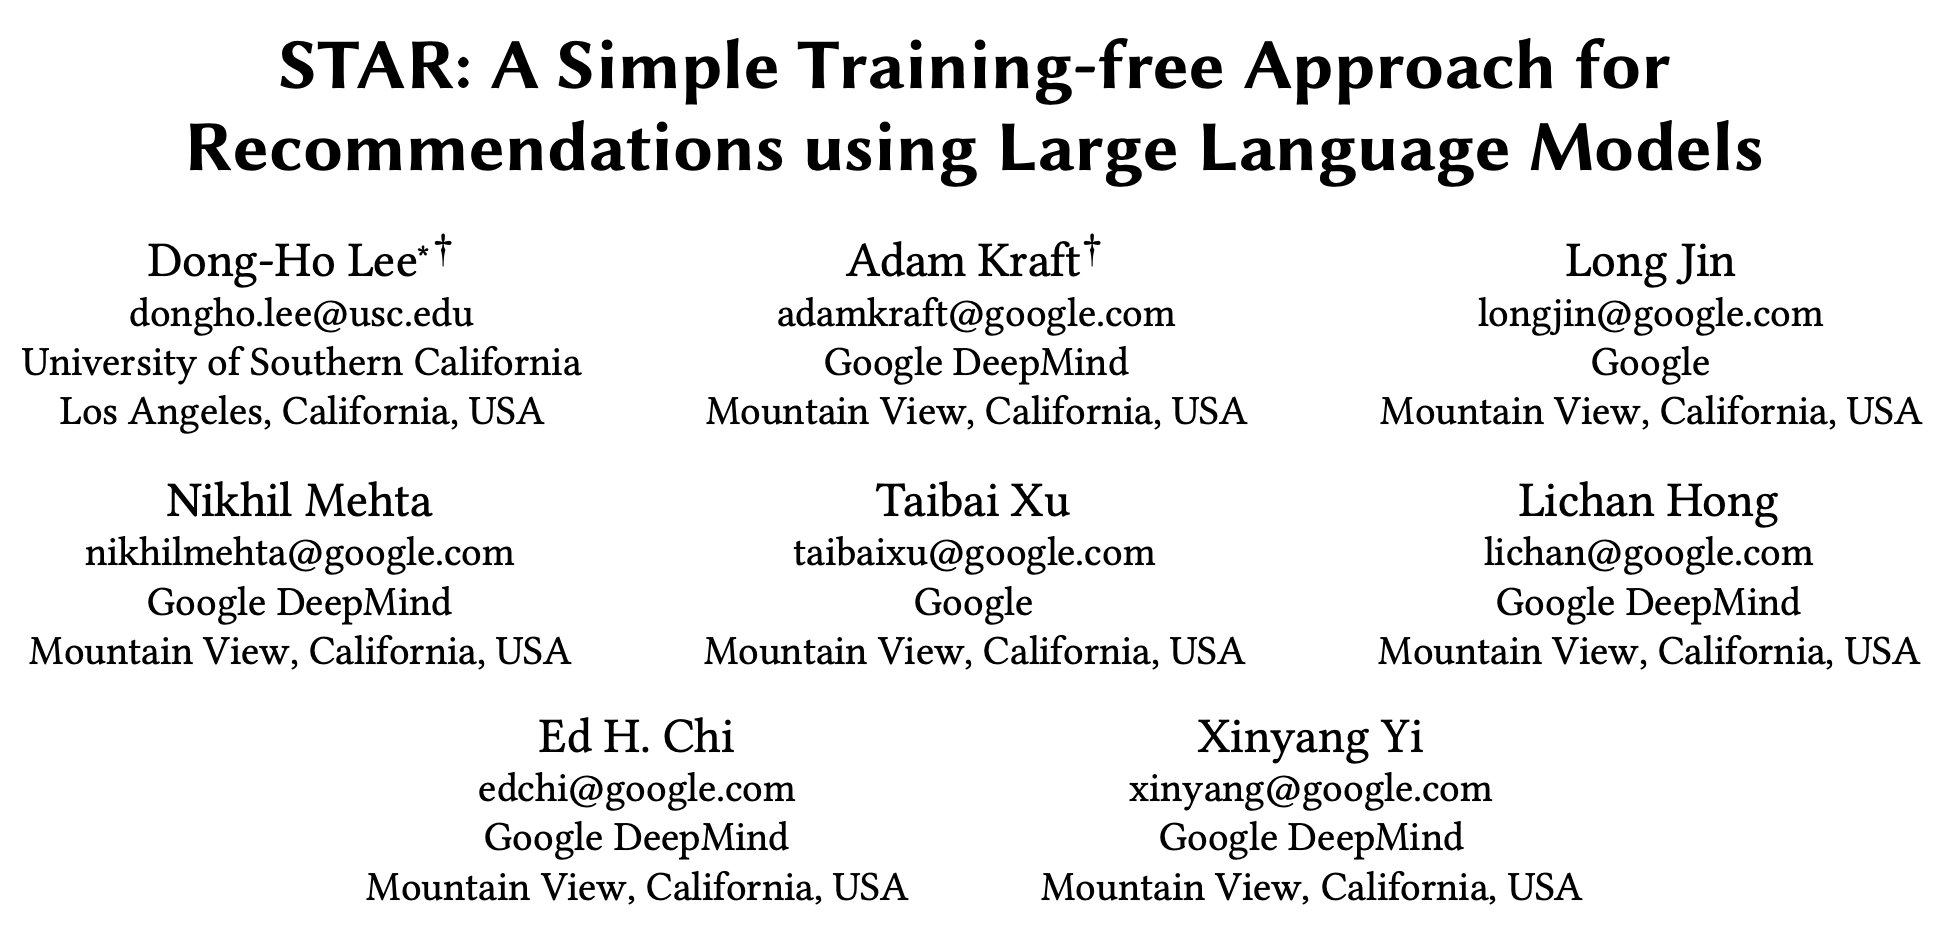 STAR: A Simple Training-free Approach for
Recommendations using Large Language Models
Dong-Ho Lee*†
dongho.lee@usc.edu
University of Southern California
Los Angeles, California, USA
Adam Kraft†
adamkraft@google.com
Google DeepMind
Mountain View, California, USA
Long Jin
longjin@google.com
Google
Mountain View, California, USA
Nikhil Mehta
nikhilmehta@google.com
Google DeepMind
Mountain View, California, USA
Taibai Xu
taibaixu@google.com
Google
Mountain View, California, USA
Lichan Hong
lichan@google.com
Google DeepMind
Mountain View, California, USA
Ed H. Chi
edchi@google.com
Google DeepMind
Mountain View, California, USA
Xinyang Yi
xinyang@google.com
Google DeepMind
Mountain View, California, USA